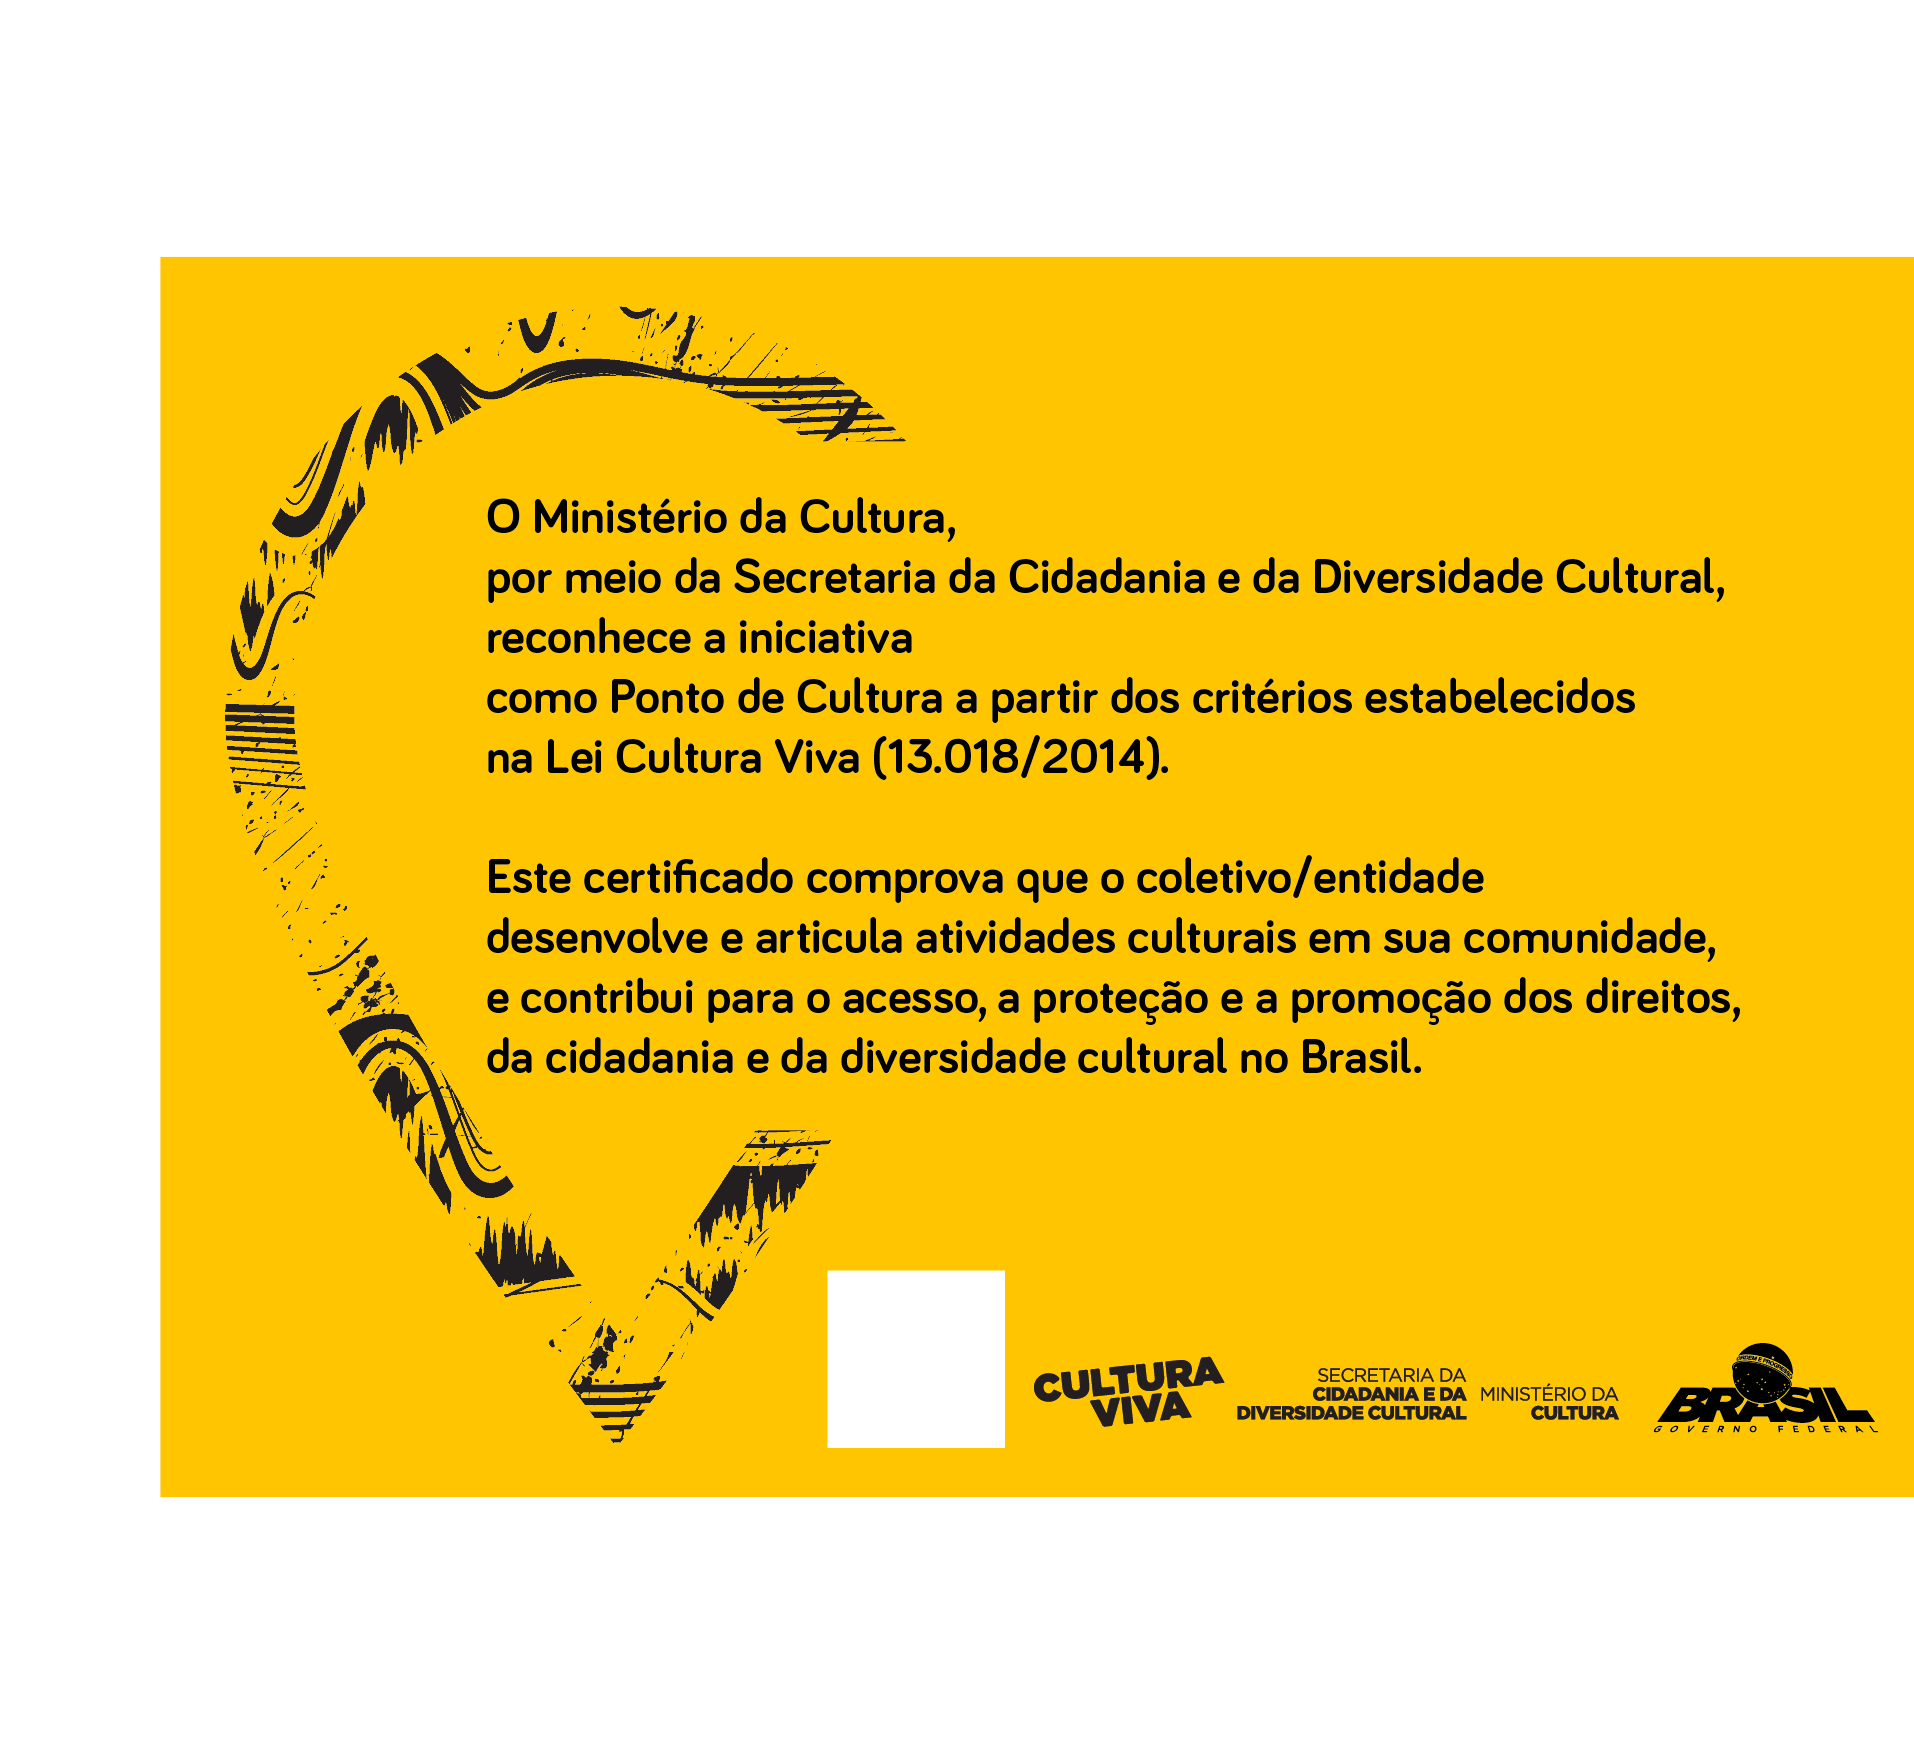 O Ministério da Cultura,
por meio da Secretaria da Cidadania e da Diversidade Cultural,
reconhece a iniciativa
como Ponto de Cultura a partir dos critérios estabelecidos
na Lei Cultura Viva (13.018/2014).
Este certificado comprova que o coletivo/entidade
desenvolve e articula atividades culturais em sua comunidade,
e contribui para o acesso, a proteção e a promoção dos direitos,
da cidadania e da diversidade cultural no Brasil.
CULTURA
VIVA
SECRETARIA DA
CIDADANIA E DA
DIVERSIDADE CULTURAL
MINISTÉRIO DA
CULTURA
ORDEM E PROGRESSO
BRASIL
GOVERNO FEDERAL